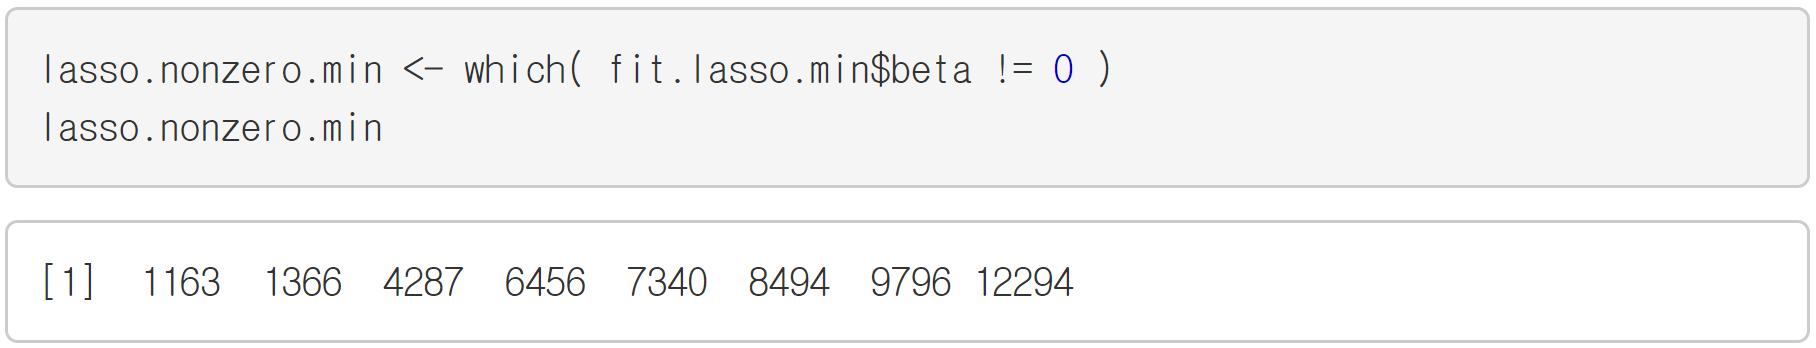 lasso.nonzero.min <- which( fit.lasso.min$beta != 0 )
lasso.nonzero.min
[1]  1163  1366  4287  6456  7340  8494  9796 12294